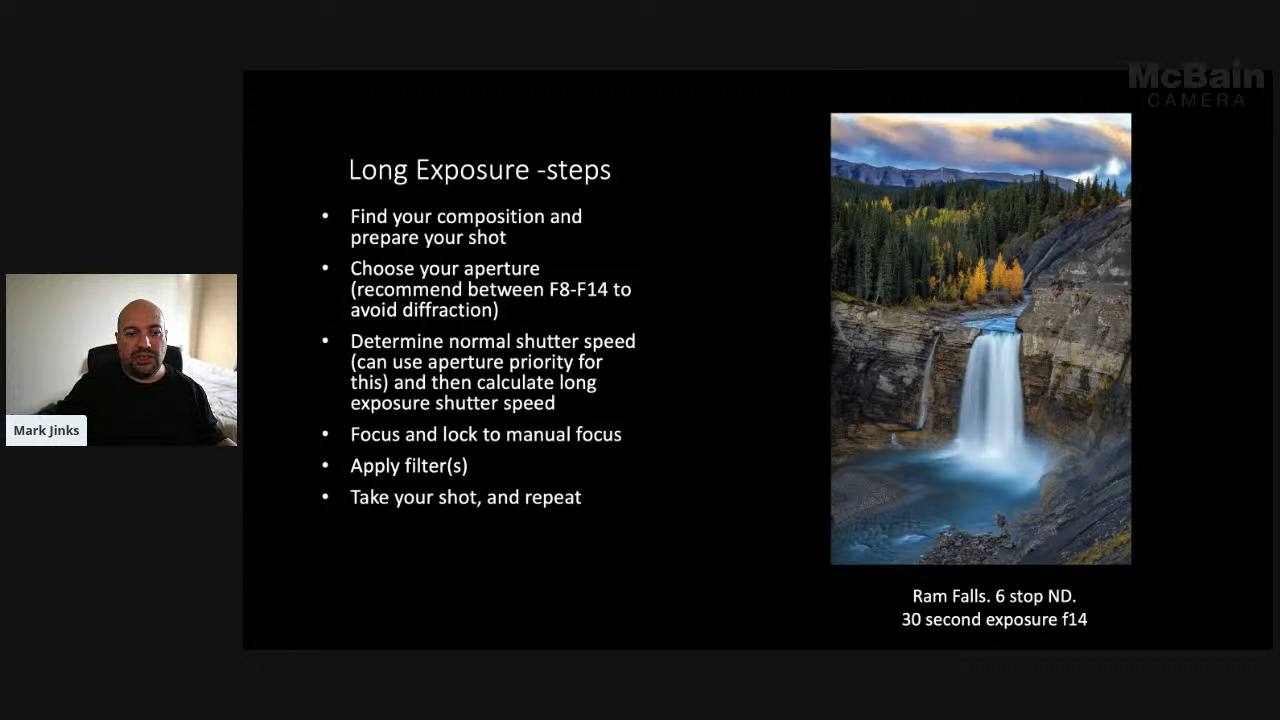 McBain
CAMERA
Long Exposure -steps
• Find your composition and
prepare your shot
• Choose your aperture
(recommend between F8-F14 to
avoid diffraction)
• Determine normal shutter speed
(can use aperture priority for
this) and then calculate long
exposure shutter speed
• Focus and lock to manual focus
• Apply filter(s)
• Take your shot, and repeat
Mark Jinks
Ram Falls. 6 stop ND.
30 second exposure f14